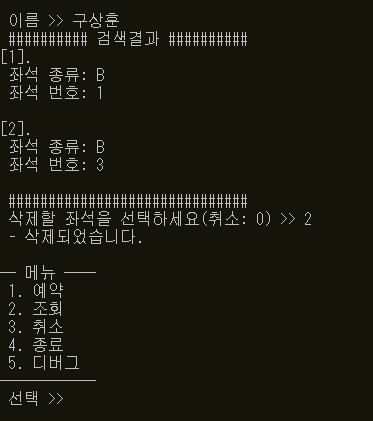 이름 >> 구상훈
########## 검색결과 ##########
[1].
좌석 종류: B
좌석 번호: 1
[2].
좌석 종류: B
좌석 번호: 3
##############################
삭제할 좌석을 선택하세요(취소: 0) >> 2
- 삭제되었습니다.
── 메뉴 ────
1. 예약
2. 조회
3. 취소
4. 종료
5. 디버그
────────────
선택 >>